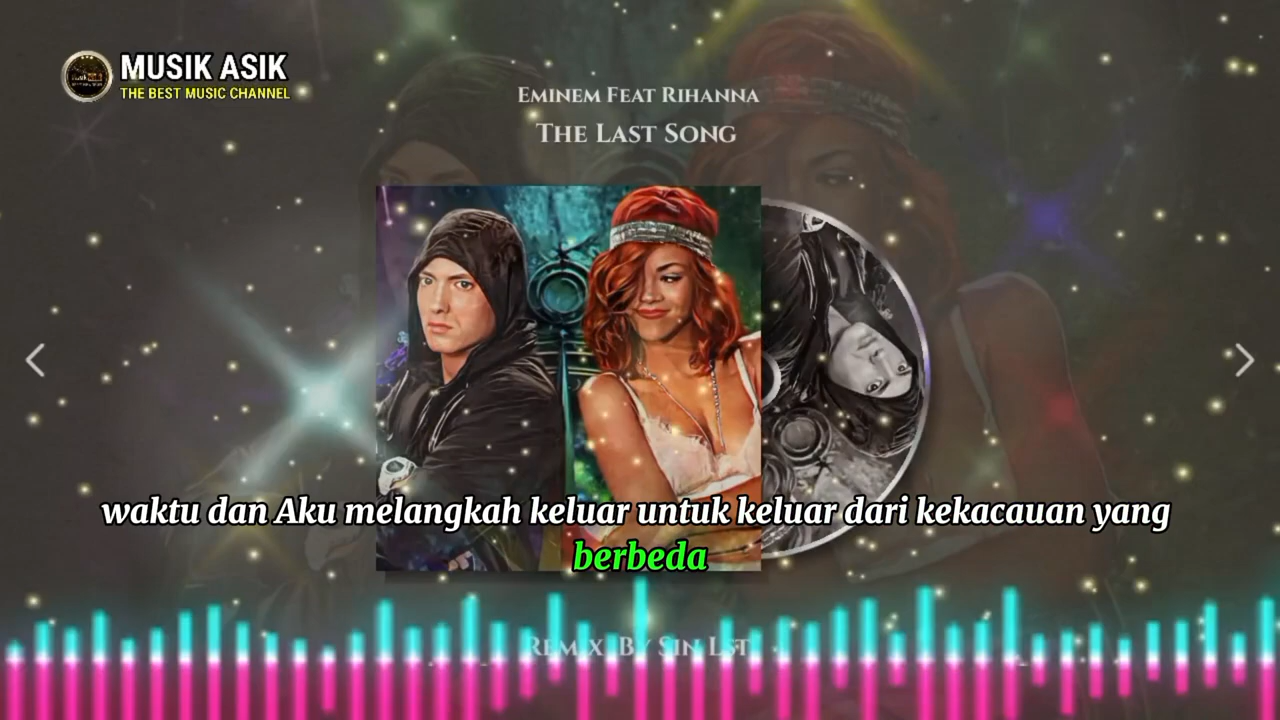 MUSIK ASIK
THE BEST MUSIC CHANNEL
EMINEM FEAT RIHANNA
THE LAST SONG
waktu dan Aku melangkah keluar untuk keluar dari kekacauan yang
berbeda
REMIX BY SIN LST